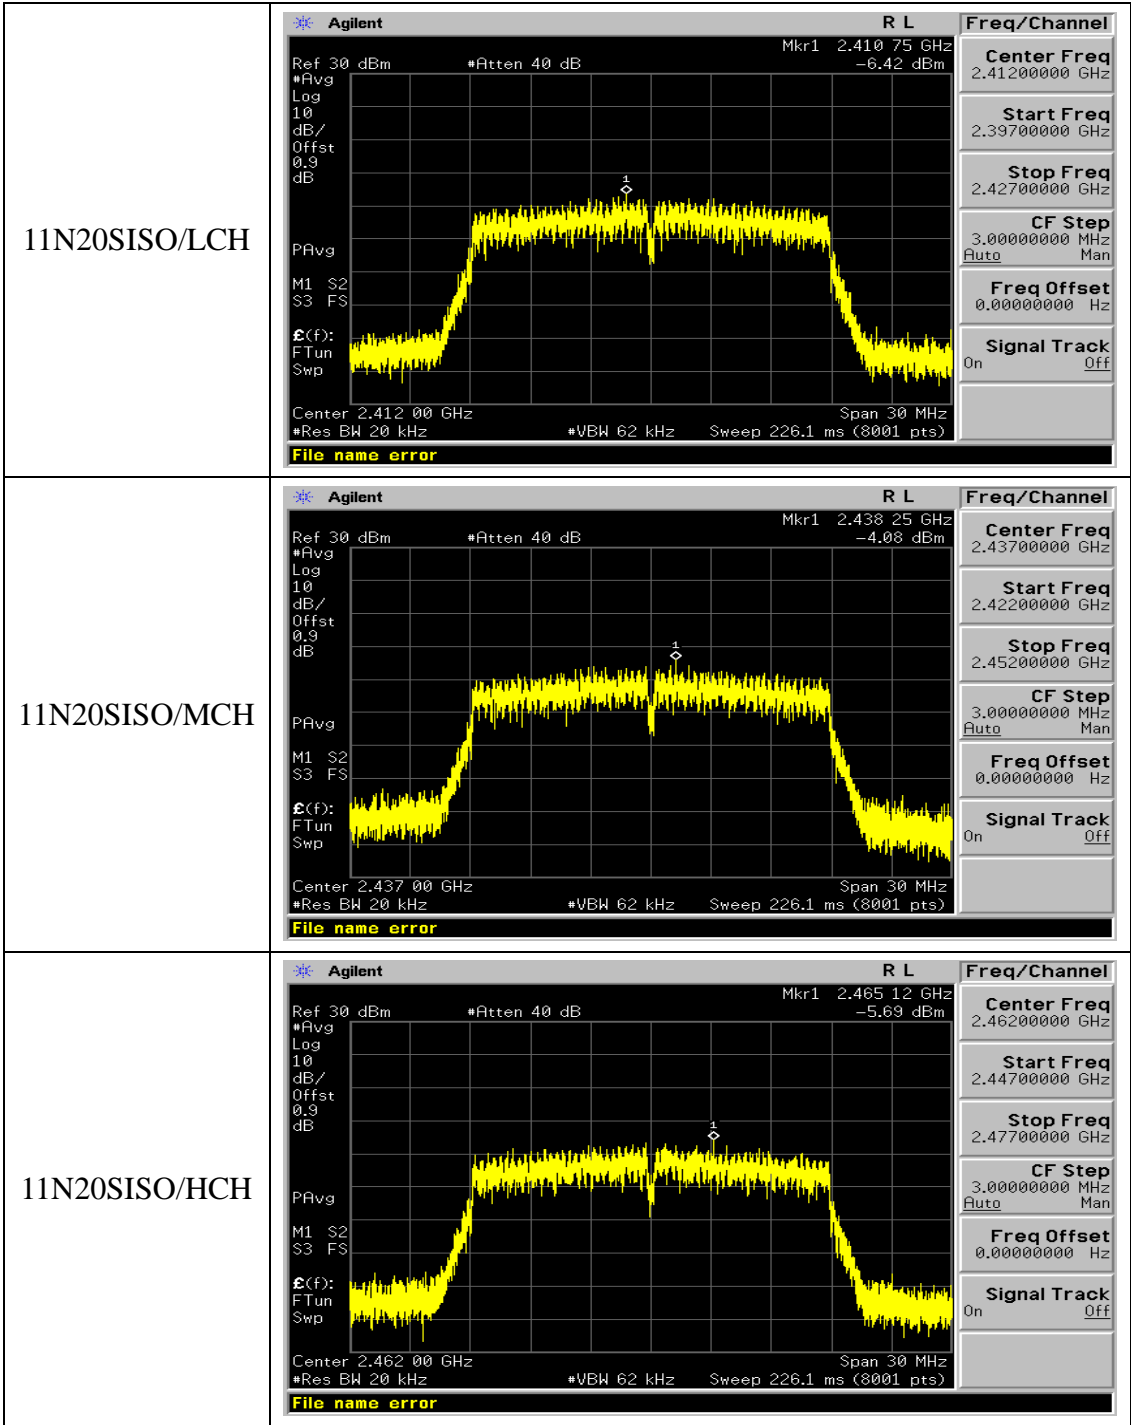 11N20SISO/LCH
Agilent R L Freq/Channel
Mkr1 2.410 75 GHz
Ref 30 dBm #Atten 40 dB -6.42 dBm
#Avg
Log
10
dB/
Offst
0.9
dB
1
PAvg
M1 S2
S3 FS
£(f):
FTun
Swp
Center 2.412 00 GHz Span 30 MHz
#Res BW 20 kHz #VBW 62 kHz Sweep 226.1 ms (8001 pts)
File name error
Center Freq
2.41200000 GHz
Start Freq
2.39700000 GHz
Stop Freq
2.42700000 GHz
CF Step
3.00000000 MHz
Auto Man
Freq Offset
0.00000000 Hz
Signal Track
On Off
11N20SISO/MCH
Agilent R L Freq/Channel
Mkr1 2.438 25 GHz
Ref 30 dBm #Atten 40 dB -4.08 dBm
#Avg
Log
10
dB/
Offst
0.9
dB
1
PAvg
M1 S2
S3 FS
£(f):
FTun
Swp
Center 2.437 00 GHz Span 30 MHz
#Res BW 20 kHz #VBW 62 kHz Sweep 226.1 ms (8001 pts)
File name error
Center Freq
2.43700000 GHz
Start Freq
2.42200000 GHz
Stop Freq
2.45200000 GHz
CF Step
3.00000000 MHz
Auto Man
Freq Offset
0.00000000 Hz
Signal Track
On Off
11N20SISO/HCH
Agilent R L Freq/Channel
Mkr1 2.465 12 GHz
Ref 30 dBm #Atten 40 dB -5.69 dBm
#Avg
Log
10
dB/
Offst
0.9
dB
1
PAvg
M1 S2
S3 FS
£(f):
FTun
Swp
Center 2.462 00 GHz Span 30 MHz
#Res BW 20 kHz #VBW 62 kHz Sweep 226.1 ms (8001 pts)
File name error
Center Freq
2.46200000 GHz
Start Freq
2.44700000 GHz
Stop Freq
2.47700000 GHz
CF Step
3.00000000 MHz
Auto Man
Freq Offset
0.00000000 Hz
Signal Track
On Off